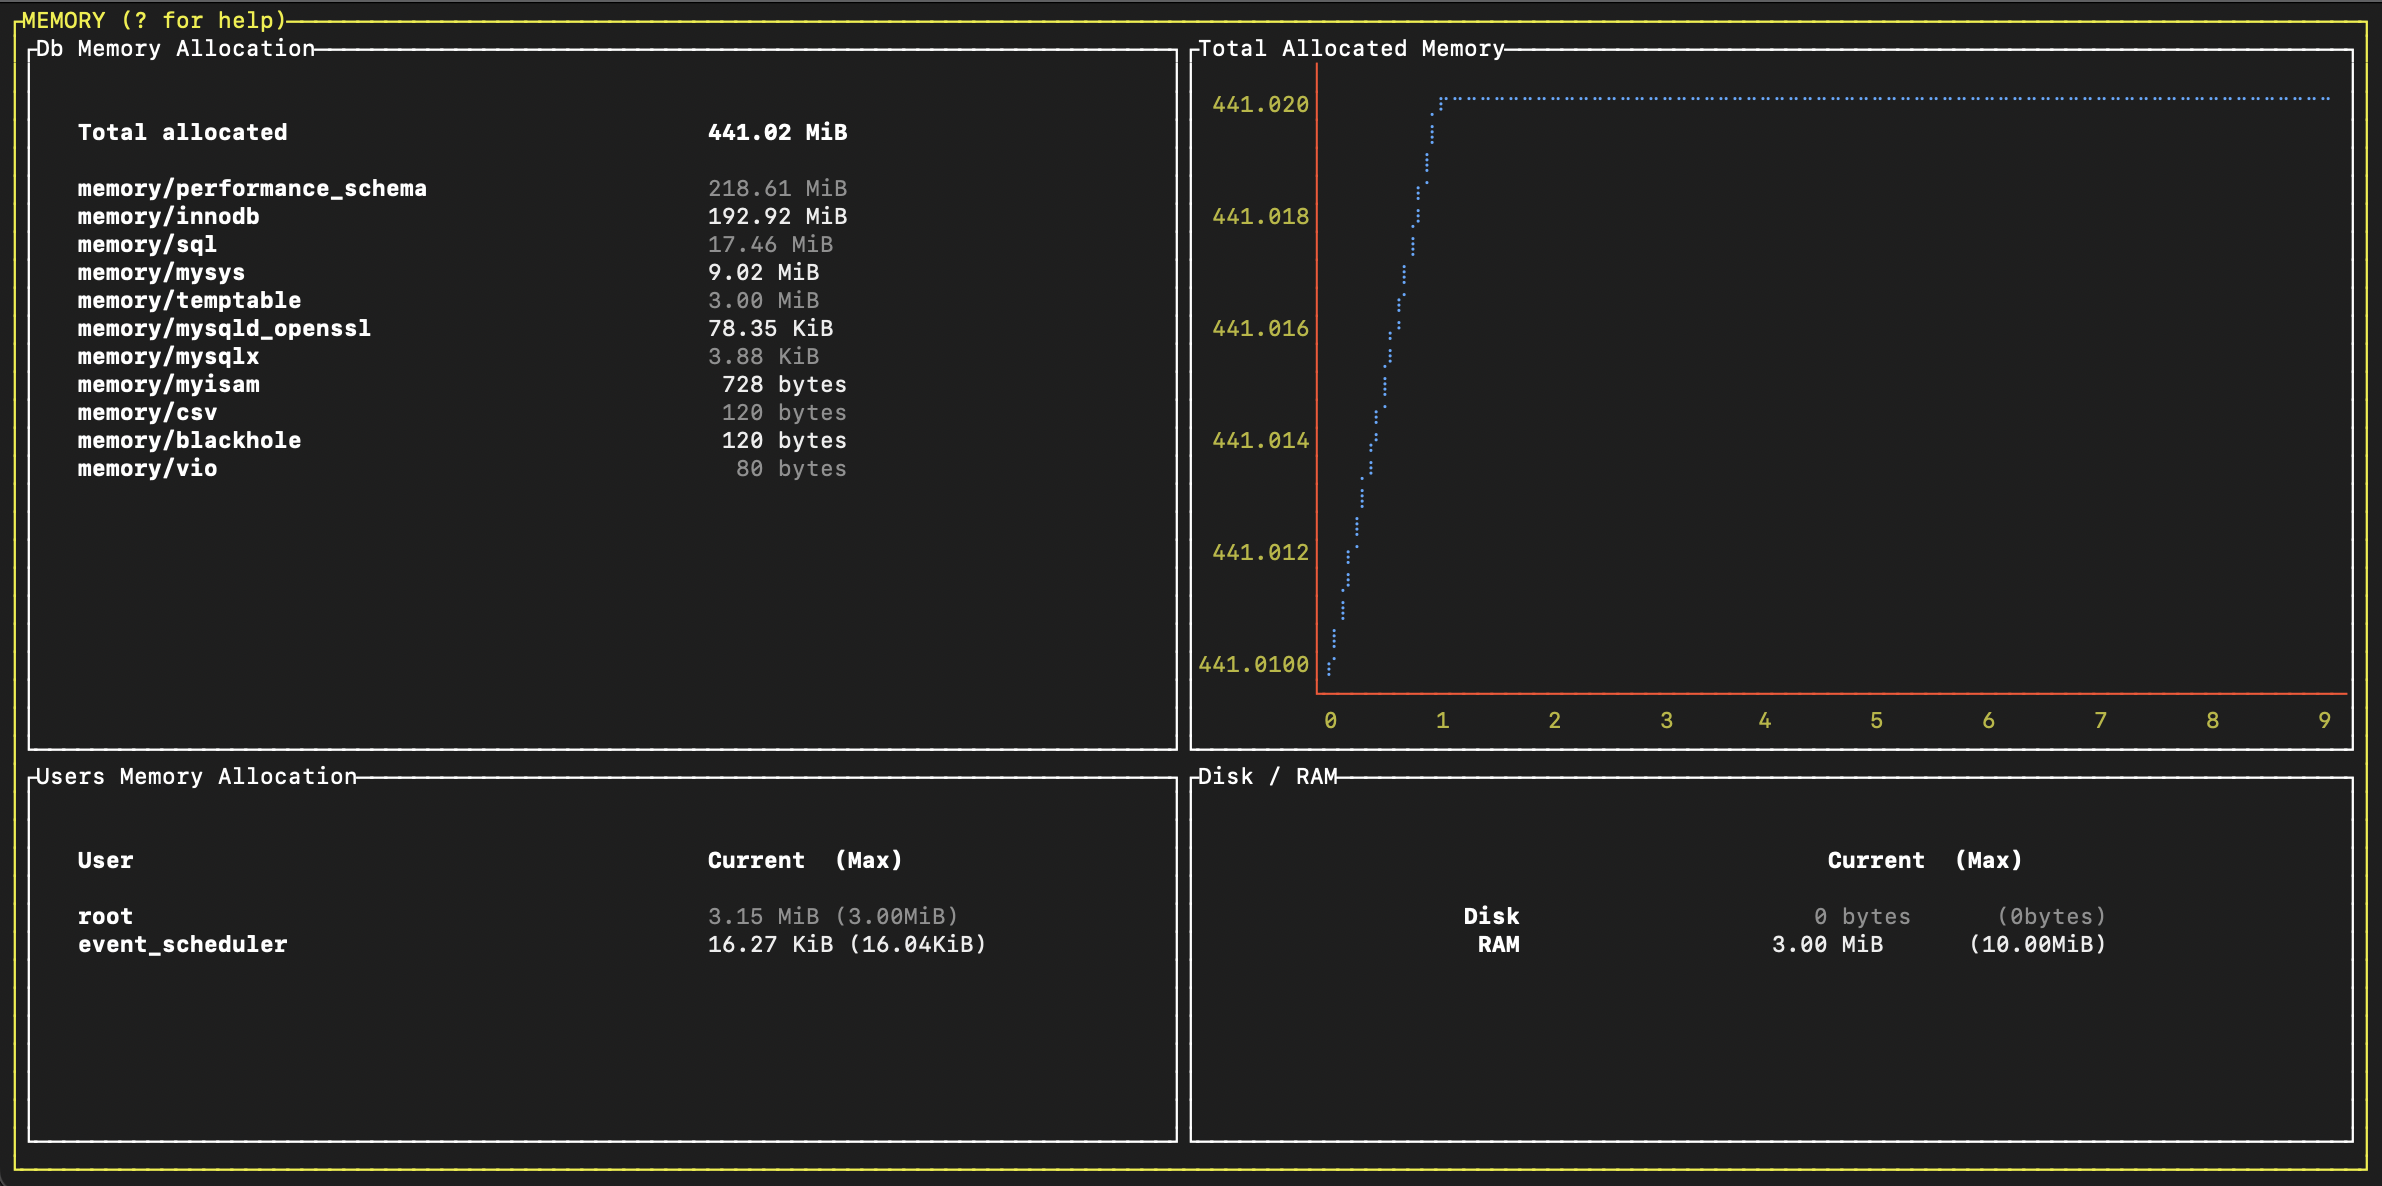 MEMORY (? for help)
Db Memory Allocation
Total allocated 441.02 MiB
memory/performance_schema 218.61 MiB
memory/innodb 192.92 MiB
memory/sql 17.46 MiB
memory/mysys 9.02 MiB
memory/temptable 3.00 MiB
memory/mysqld_openssl 78.35 KiB
memory/mysqlx 3.88 KiB
memory/myisam 728 bytes
memory/csv 120 bytes
memory/blackhole 120 bytes
memory/vio 80 bytes
Total Allocated Memory
441.020
441.018
441.016
441.014
441.012
441.0100
0 1 2 3 4 5 6 7 8 9
Users Memory Allocation
User Current (Max)
root 3.15 MiB (3.00MiB)
event_scheduler 16.27 KiB (16.04KiB)
Disk / RAM
Current (Max)
Disk 0 bytes (0bytes)
RAM 3.00 MiB (10.00MiB)